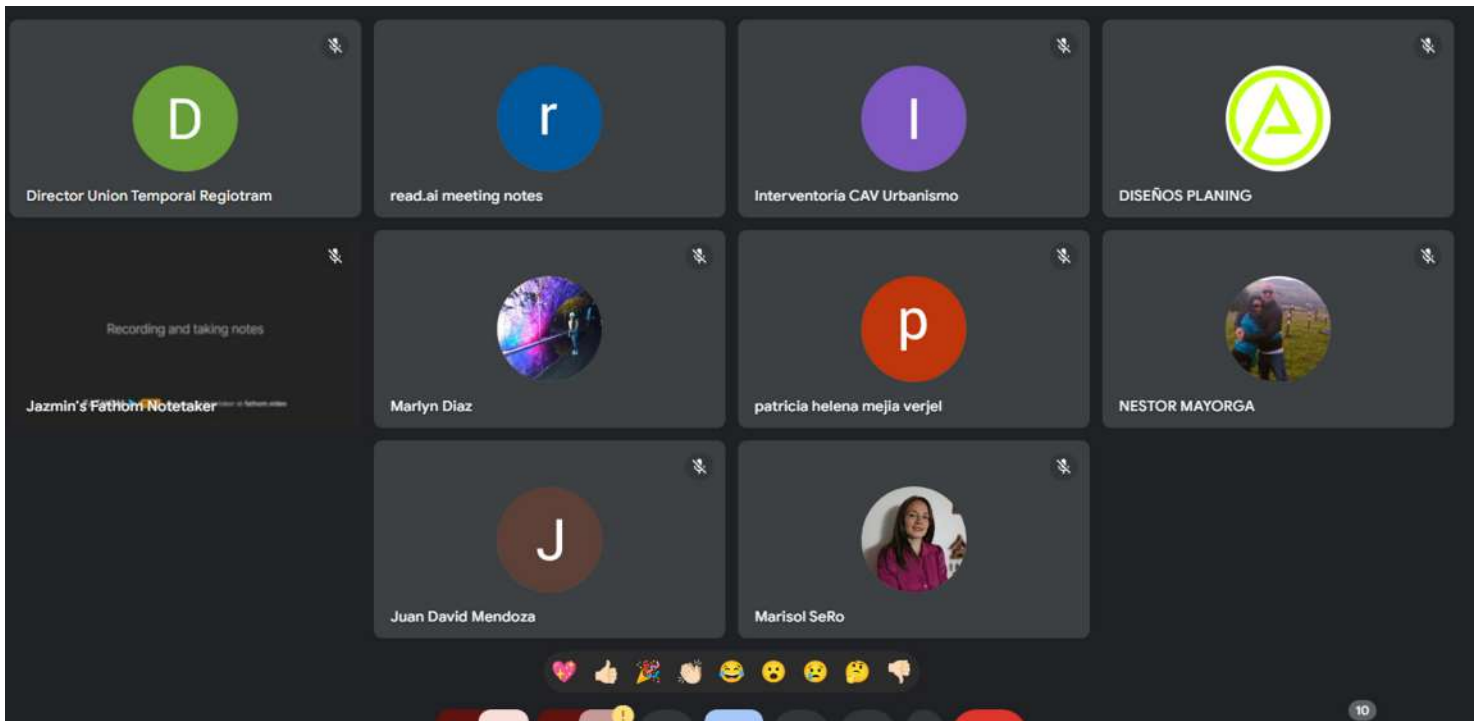 D
Director Union Temporal Regiotram
r
read.ai meeting notes
I
Interventoría CAV Urbanismo
DISEÑOS PLANING
Recording and taking notes
Jazmin's Fathom Notetaker
Marlyn Diaz
p
patricia helena mejia verjel
NESTOR MAYORGA
J
Juan David Mendoza
Marisol SeRo
!
10